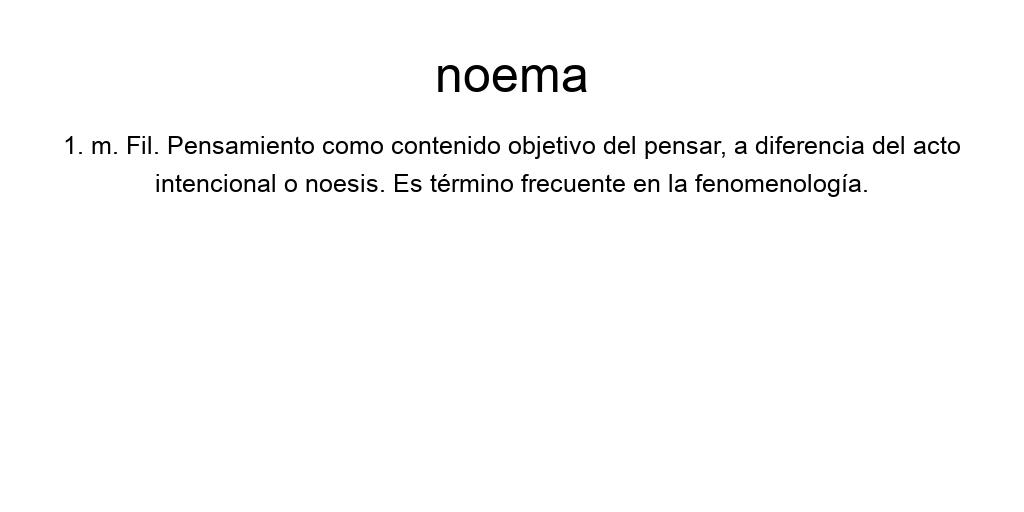 noema
1. m. Fil. Pensamiento como contenido objetivo del pensar, a diferencia del acto
intencional o noesis. Es término frecuente en la fenomenología.